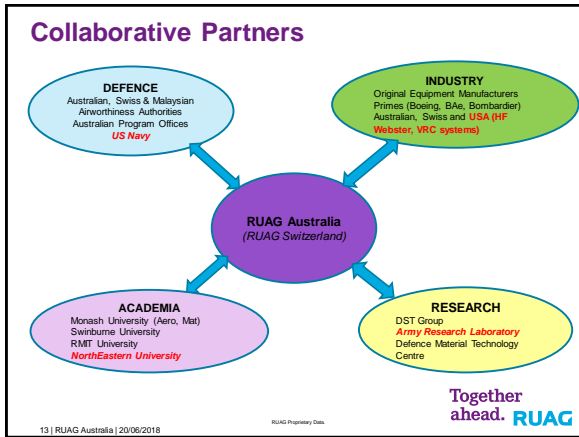 Collaborative Partners
DEFENCE
Australian, Swiss & Malaysian
Airworthiness Authorities
Australian Program Offices
US Navy
INDUSTRY
Original Equipment Manufacturers
Primes (Boeing, BAe, Bombardier)
Australian, Swiss and USA (HF
Webster, VRC systems)
RUAG Australia
(RUAG Switzerland)
ACADEMIA
Monash University (Aero, Mat)
Swinburne University
RMIT University
NorthEastern University
RESEARCH
DST Group
Army Research Laboratory
Defence Material Technology
Centre
Together
ahead. RUAG
RUAG Proprietary Data.
13 | RUAG Australia | 20/06/2018